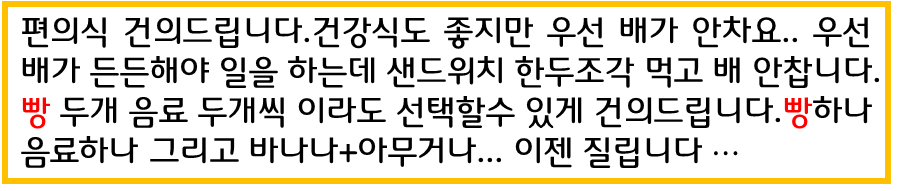 편의식 건의드립니다.건강식도 좋지만 우선 배가 안차요.. 우선
배가 든든해야 일을 하는데 샌드위치 한두조각 먹고 배 안찹니다.
빵 두개 음료 두개씩 이라도 선택할수 있게 건의드립니다.빵하나
음료하나 그리고 바나나+아무거나... 이젠 질립니다 …